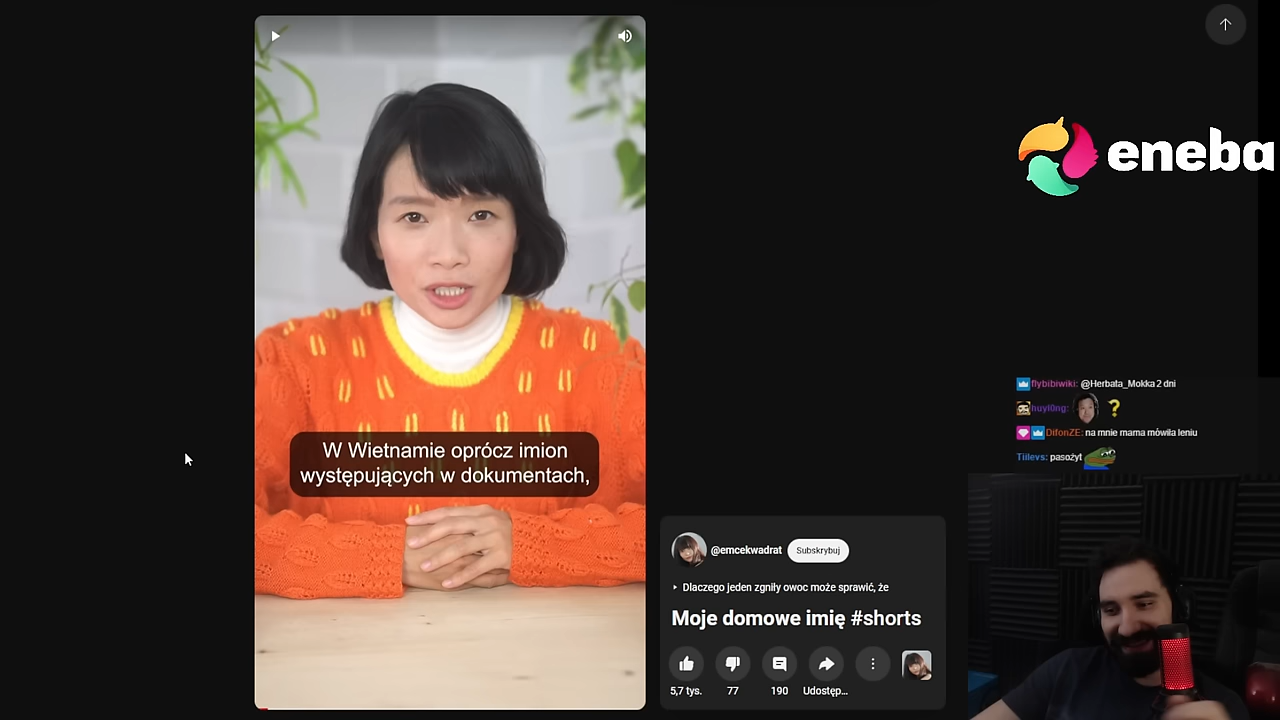 W Wietnamie oprócz imion
występujących w dokumentach,
@emcekwadrat
Subskrybuj
Dlaczego jeden zgniły owoc może sprawić, że
Moje domowe imię #shorts
5,7 tys.
77
190
Udostęp...
eneba
flybibiwiki: @Herbata_Mokka 2 dni
huyl0ng:
DifonZE: na mnie mama mówiła leniu
Tiilevs: pasożyt